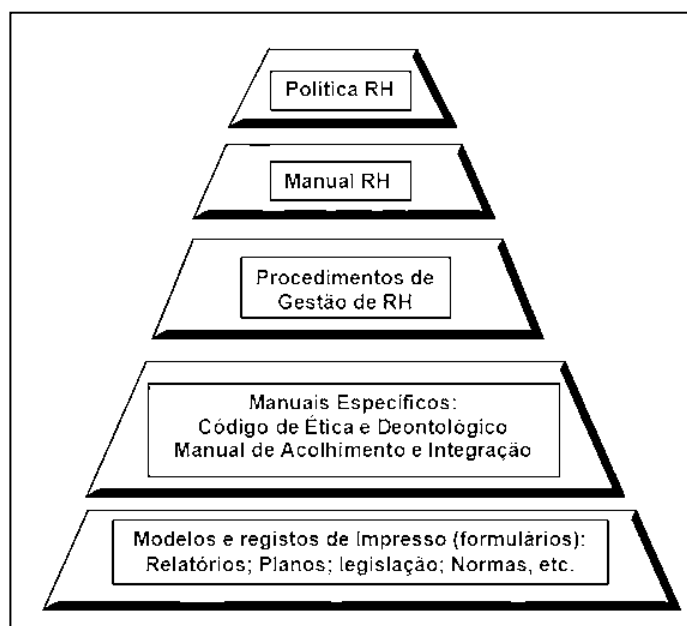 Política RH
Manual RH
Procedimentos de
Gestão de RH
Manuais Específicos:
Código de Ética e Deontológico
Manual de Acolhimento e Integração
Modelos e registos de Impresso (formulários):
Relatórios; Planos; legislação; Normas, etc.